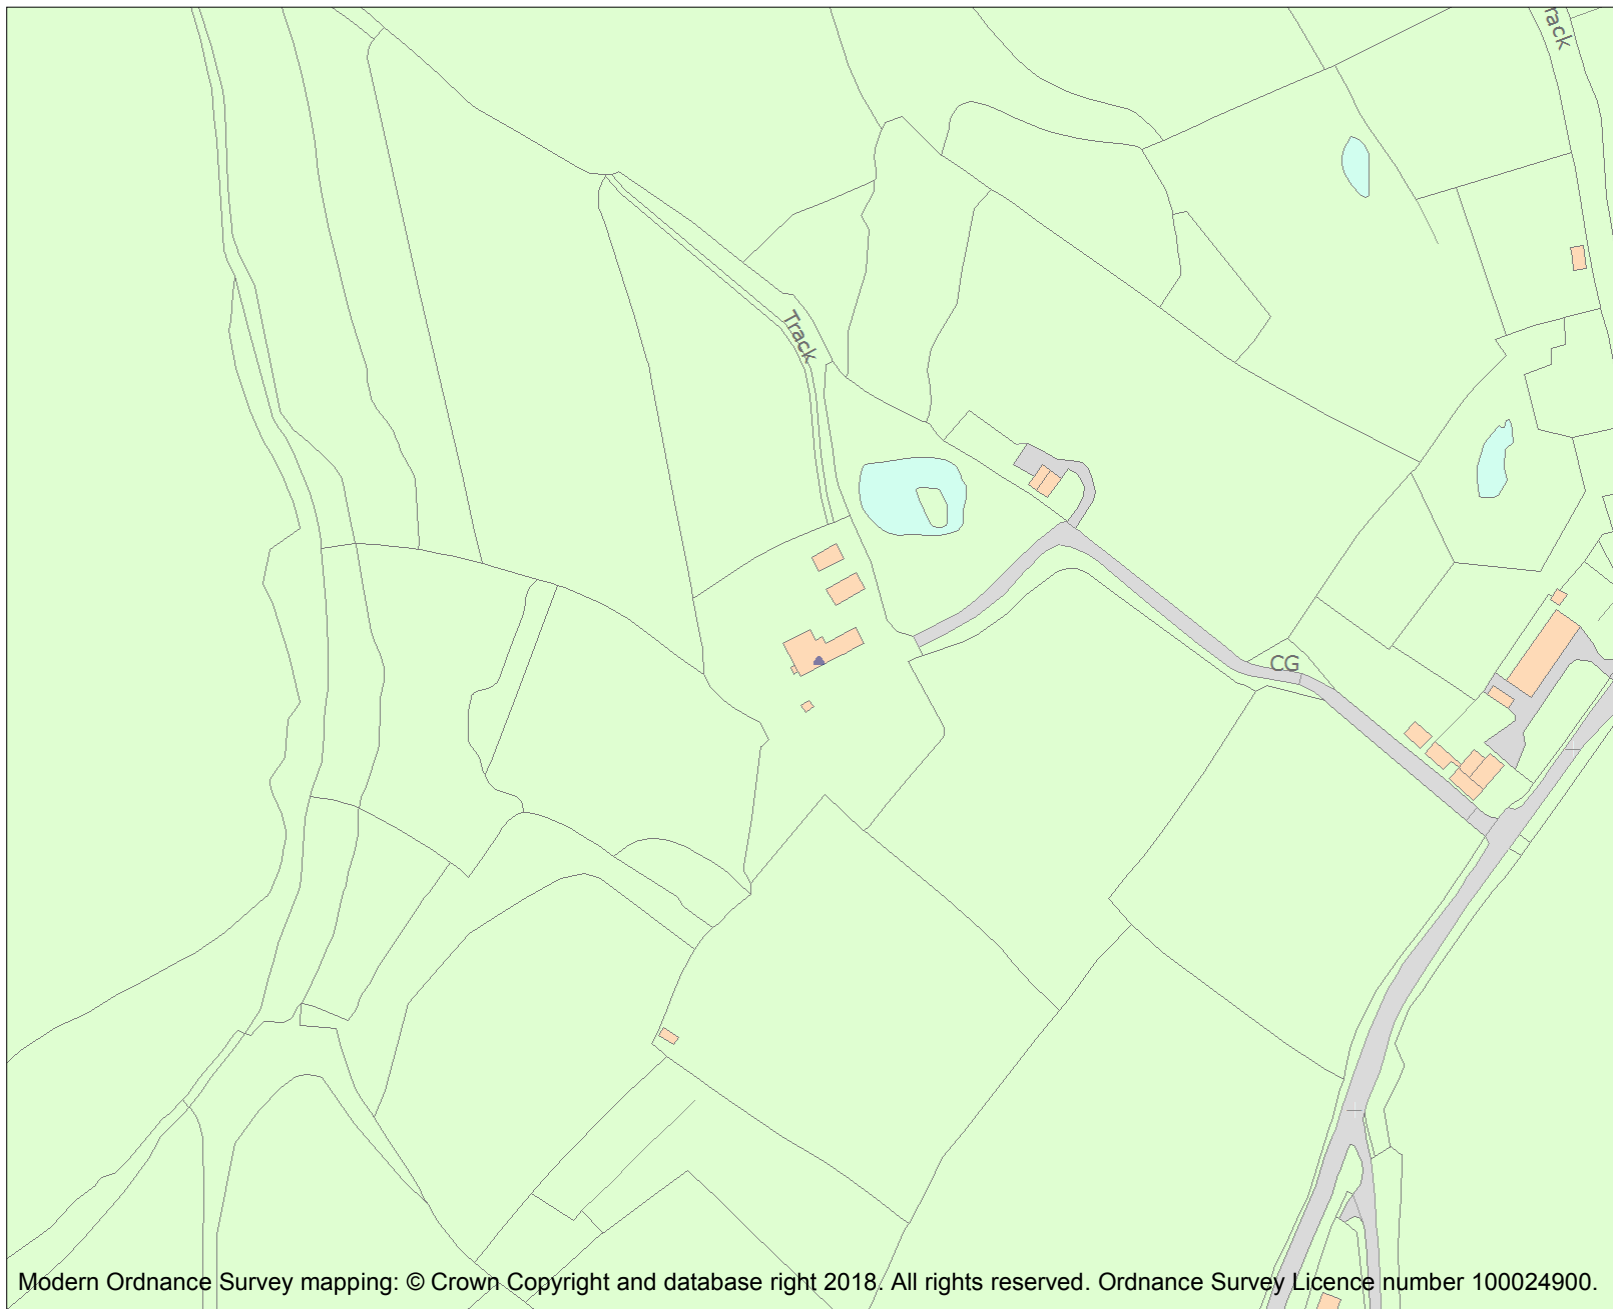 rack
Track
CG
Modern Ordnance Survey mapping: © Crown Copyright and database right 2018. All rights reserved. Ordnance Survey Licence number 100024900.